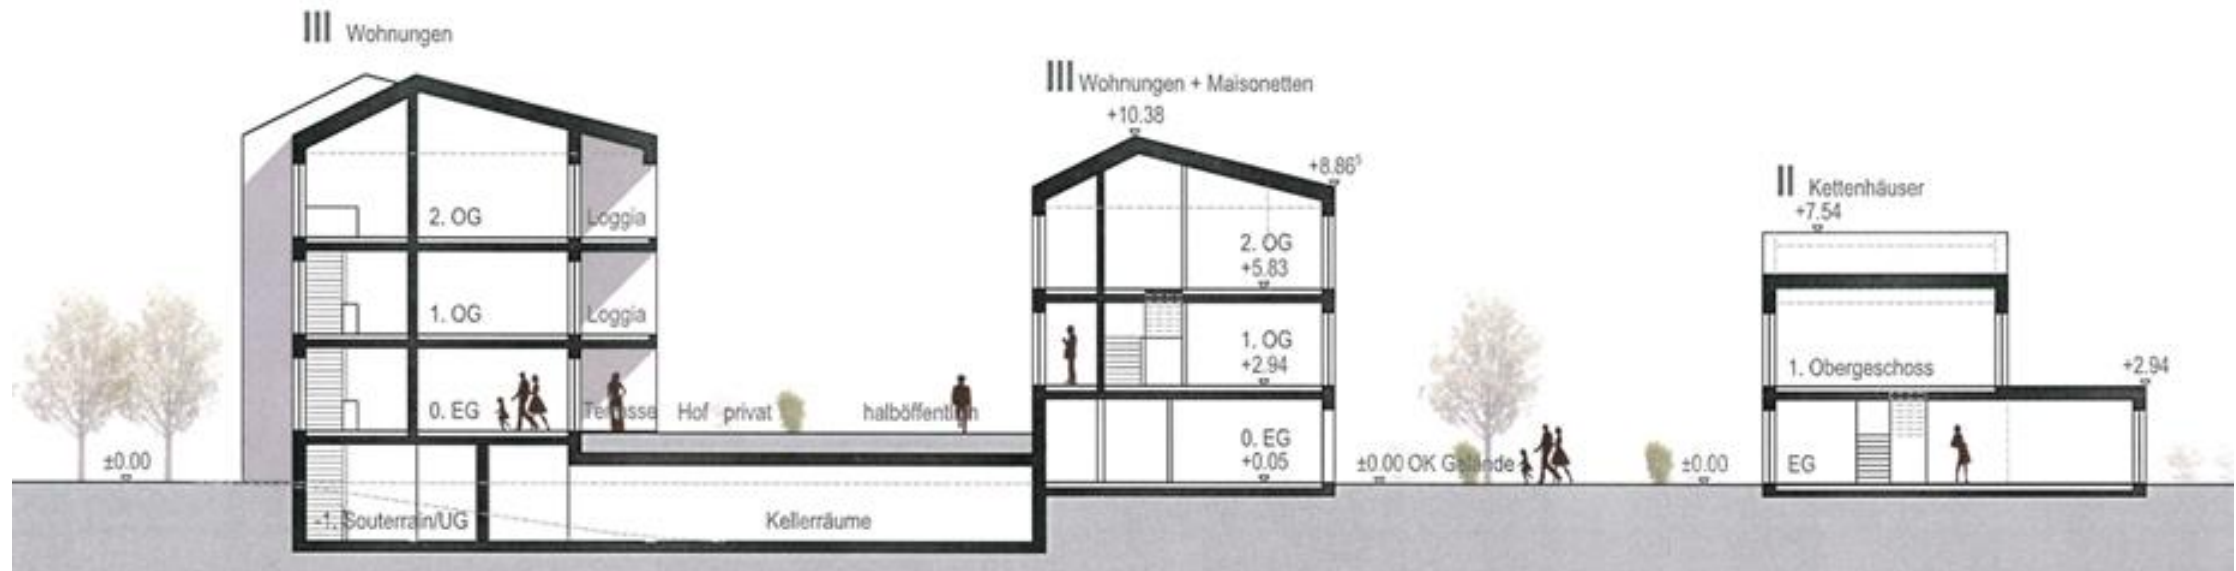 III Wohnungen
2. OG
Loggia
1. OG
Loggia
0. EG
Terrasse
Hof privat
halböffentlich
±0.00
-1. Souterrain/UG
Kellerräume
III Wohnungen + Maisonetten
+10.38
+8.86⁵
2. OG
+5.83
1. OG
+2.94
0. EG
+0.05
±0.00 OK Gelände
±0.00
II Kettenhäuser
+7.54
1. Obergeschoss
+2.94
EG